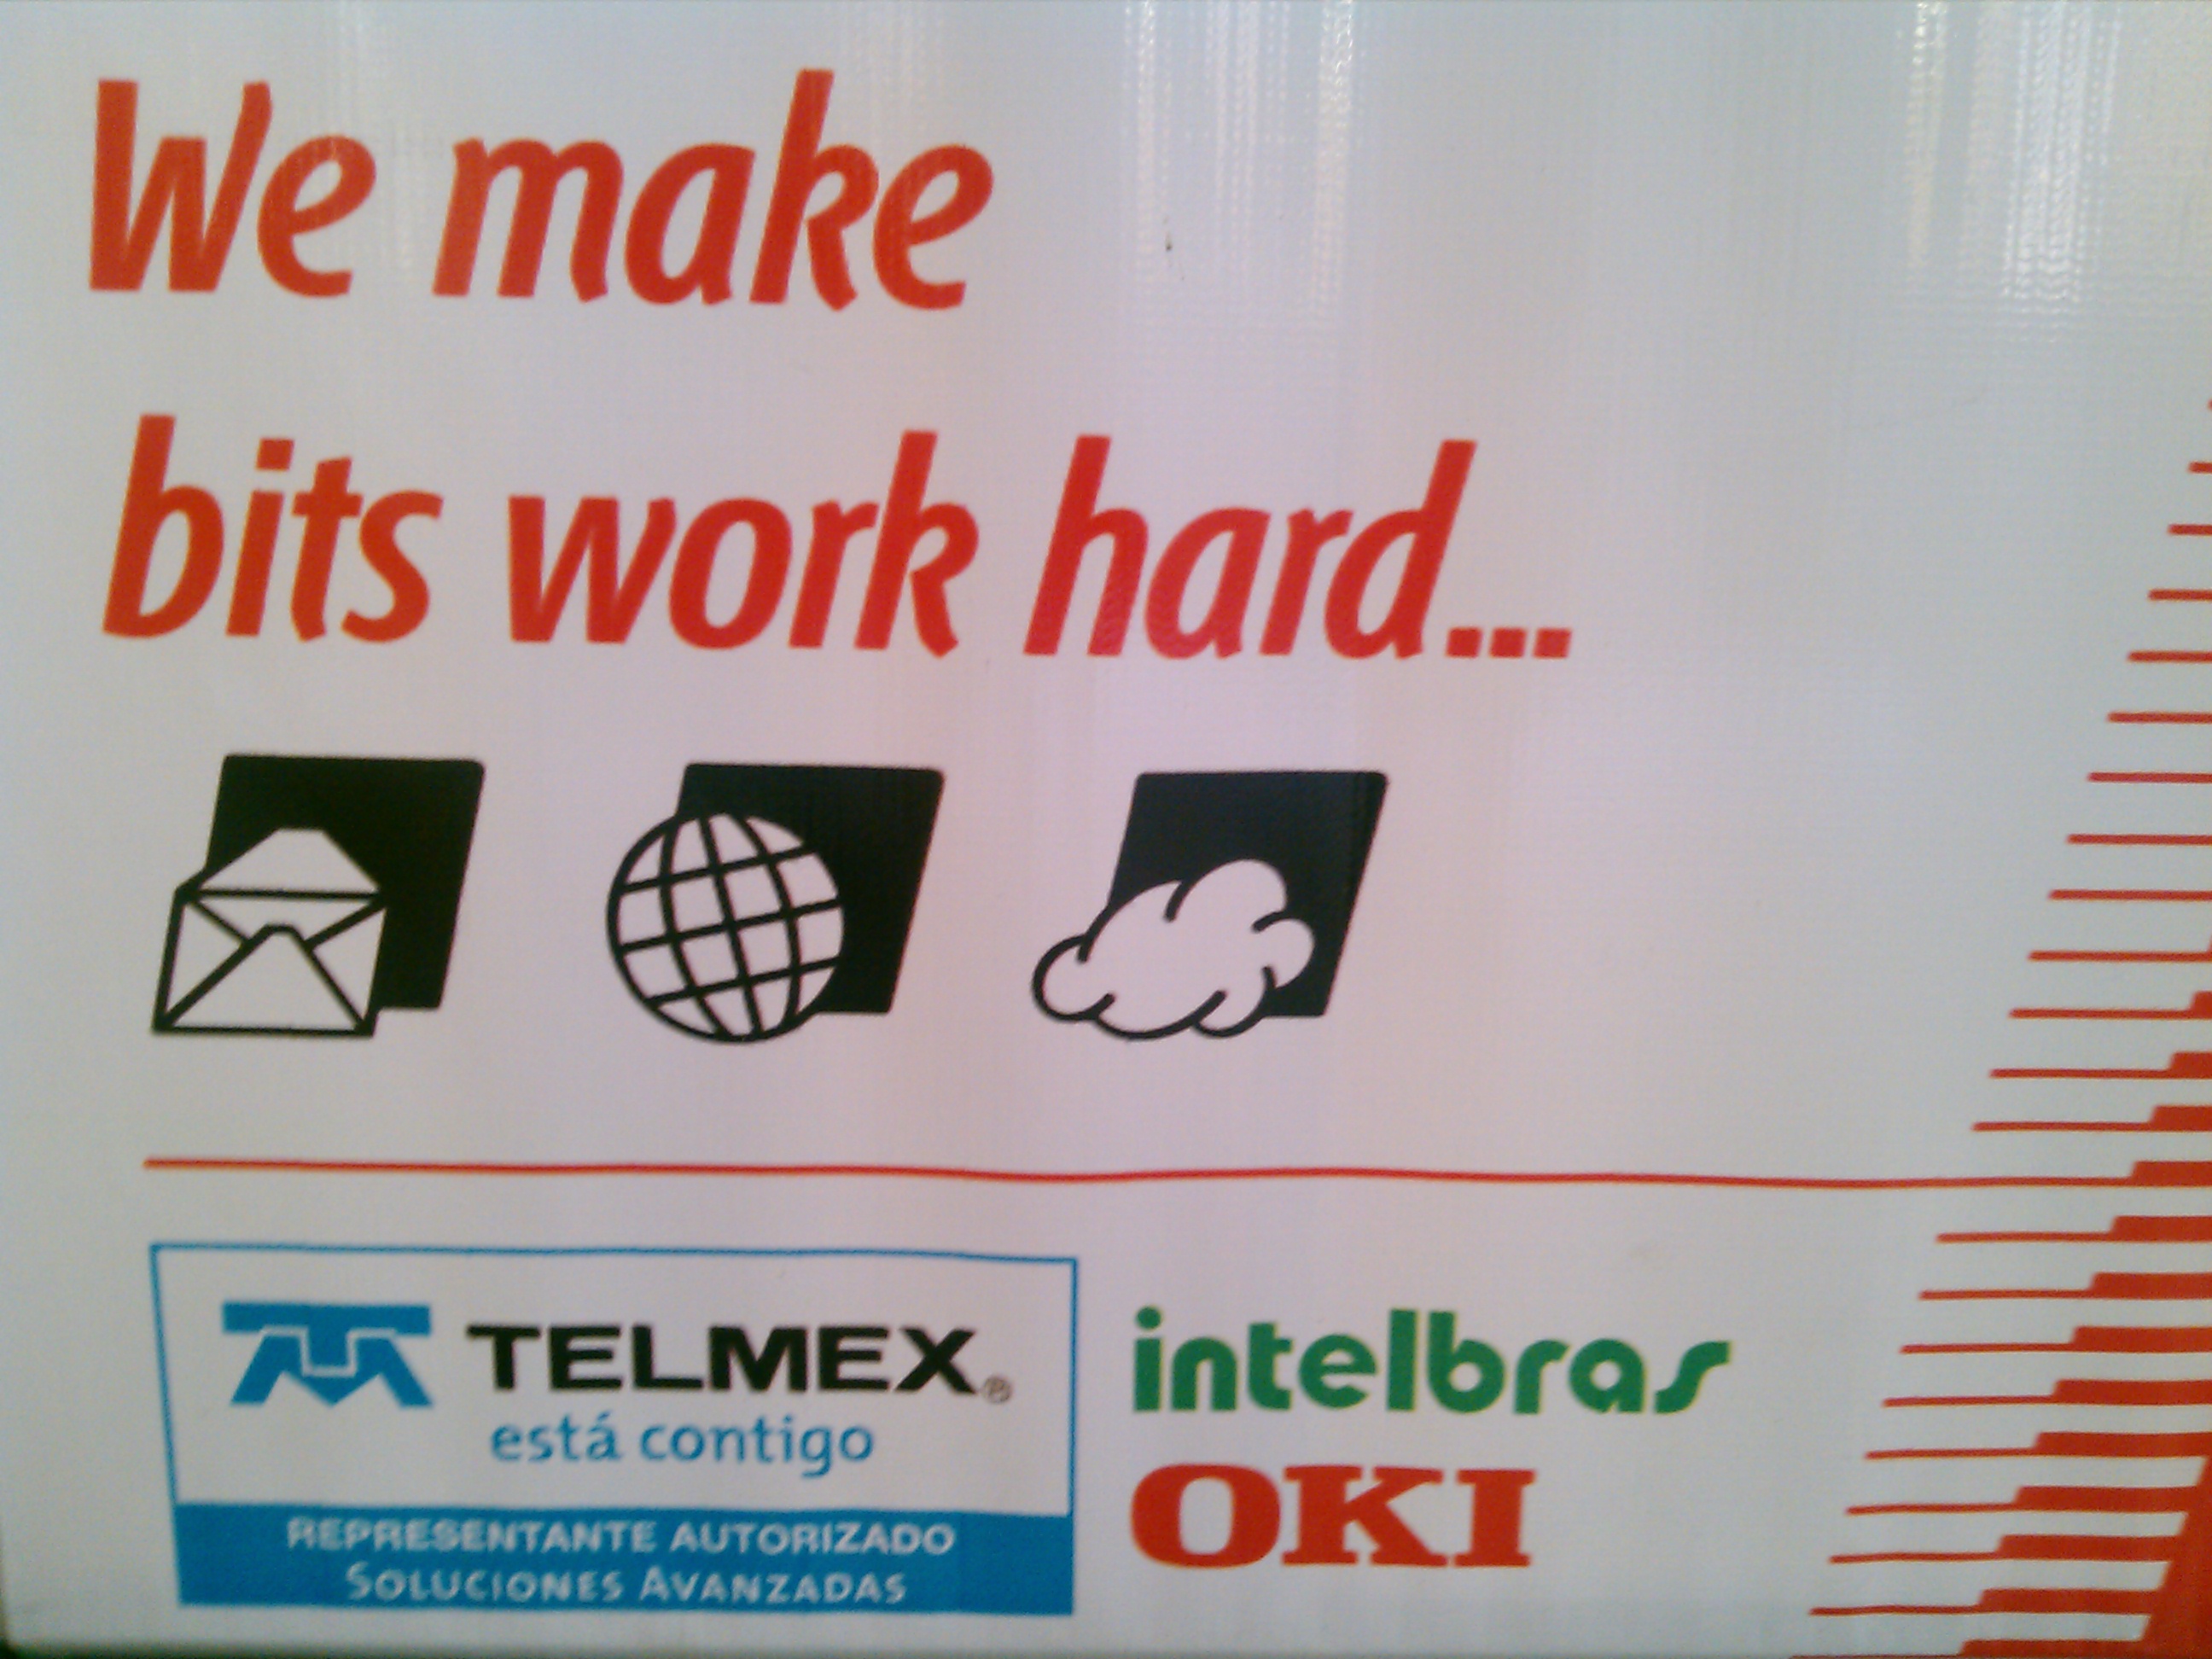 We make
bits work hard...
TELMEX®
está contigo
REPRESENTANTE AUTORIZADO
SOLUCIONES AVANZADAS
intelbras
OKI